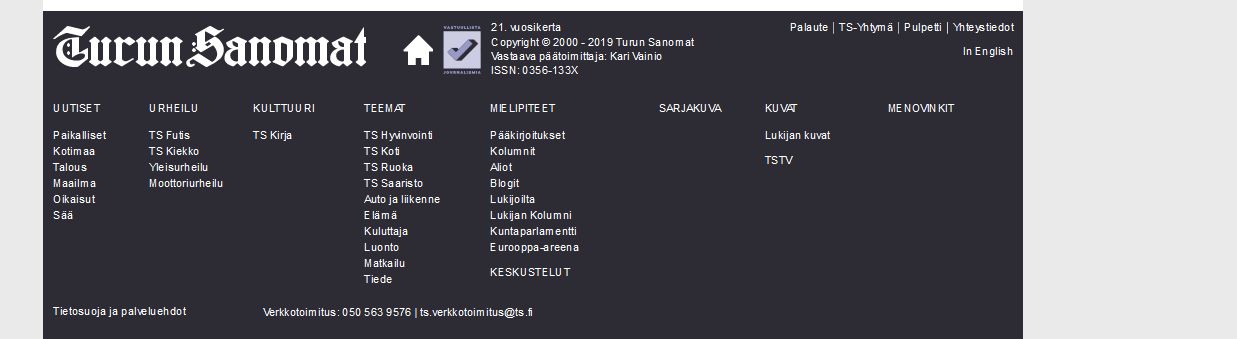 Turun Sanomat
VASTUULLISTA
JOURNALISMIA
21. vuosikerta
Copyright © 2000 - 2019 Turun Sanomat
Vastaava päätoimittaja: Kari Vainio
ISSN: 0356-133X
Palaute | TS-Yhtymä | Pulpetti | Yhteystiedot
In English
UUTISET
Paikalliset
Kotimaa
Talous
Maailma
Oikaisut
Sää
URHEILU
TS Futis
TS Kiekko
Yleisurheilu
Moottoriurheilu
KULTTUURI
TS Kirja
TEEMAT
TS Hyvinvointi
TS Koti
TS Ruoka
TS Saaristo
Auto ja liikenne
Elämä
Kuluttaja
Luonto
Matkailu
Tiede
MIELIPITEET
Pääkirjoitukset
Kolumnit
Aliot
Blogit
Lukijoilta
Lukijan Kolumni
Kuntaparlamentti
Eurooppa-areena
KESKUSTELUT
SARJAKUVA
KUVAT
Lukijan kuvat
TSTV
MENOVINKIT
Tietosuoja ja palveluehdot
Verkkotoimitus: 050 563 9576 | ts.verkkotoimitus@ts.fi